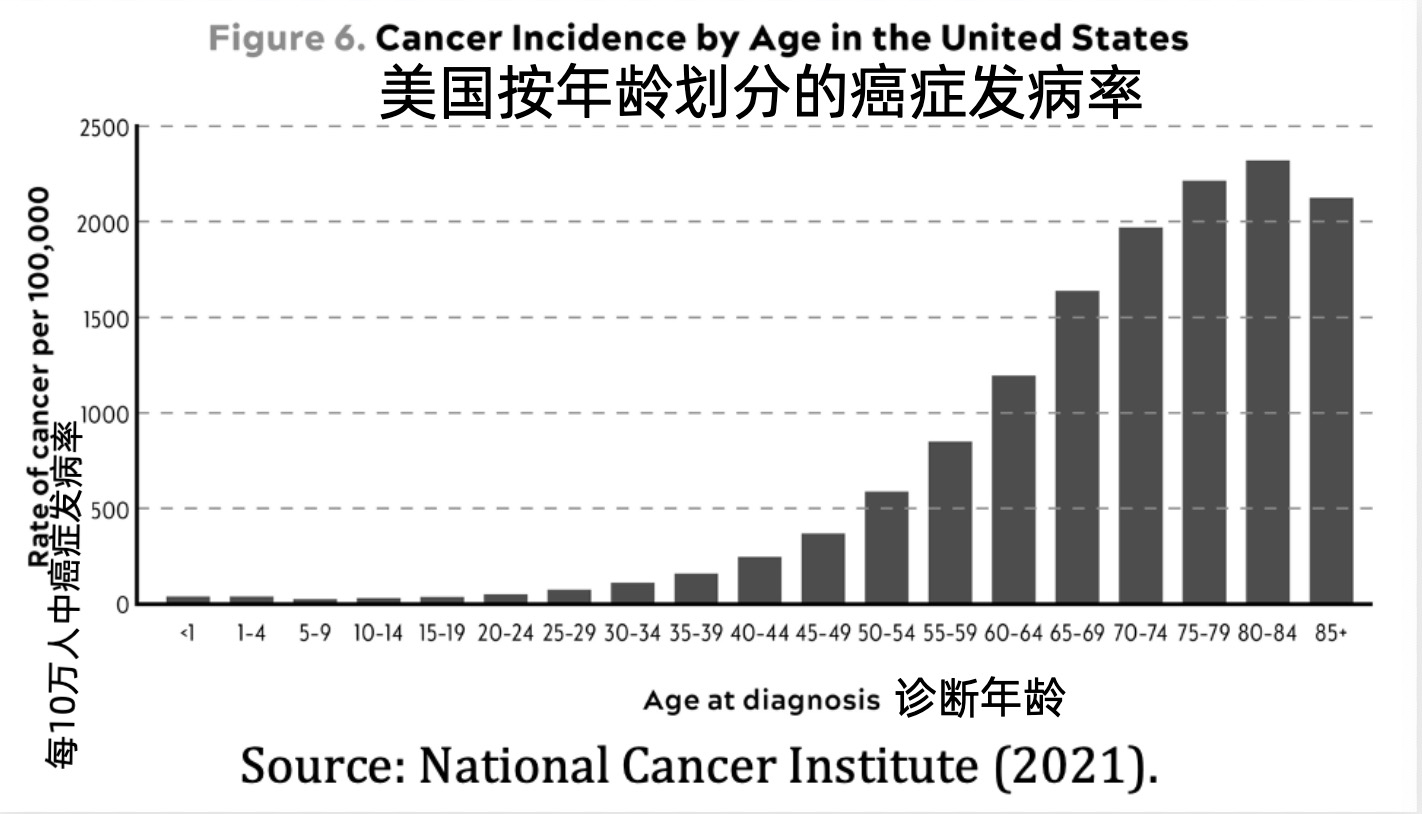 Figure 6. Cancer Incidence by Age in the United States
美国按年龄划分的癌症发病率
Rate of cancer per 100,000
每10万人中癌症发病率
2500
2000
1500
1000
500
0
<1 1-4 5-9 10-14 15-19 20-24 25-29 30-34 35-39 40-44 45-49 50-54 55-59 60-64 65-69 70-74 75-79 80-84 85+
Age at diagnosis 诊断年龄
Source: National Cancer Institute (2021).